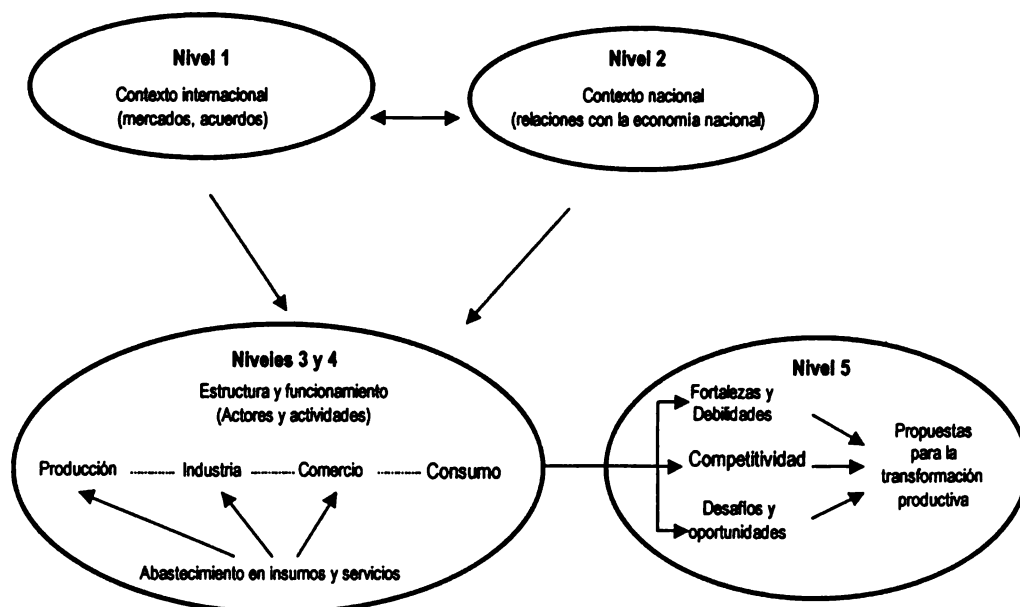 Nivel 1
Contexto internacional
(mercados, acuerdos)
Nivel 2
Contexto nacional
(relaciones con la economía nacional)
Niveles 3 y 4
Estructura y funcionamiento
(Actores y actividades)
Producción
Industria
Comercio
Consumo
Abastecimiento en insumos y servicios
Nivel 5
Fortalezas y
Debilidades
Competitividad
Desafíos y
oportunidades
Propuestas
para la
transformación
productiva